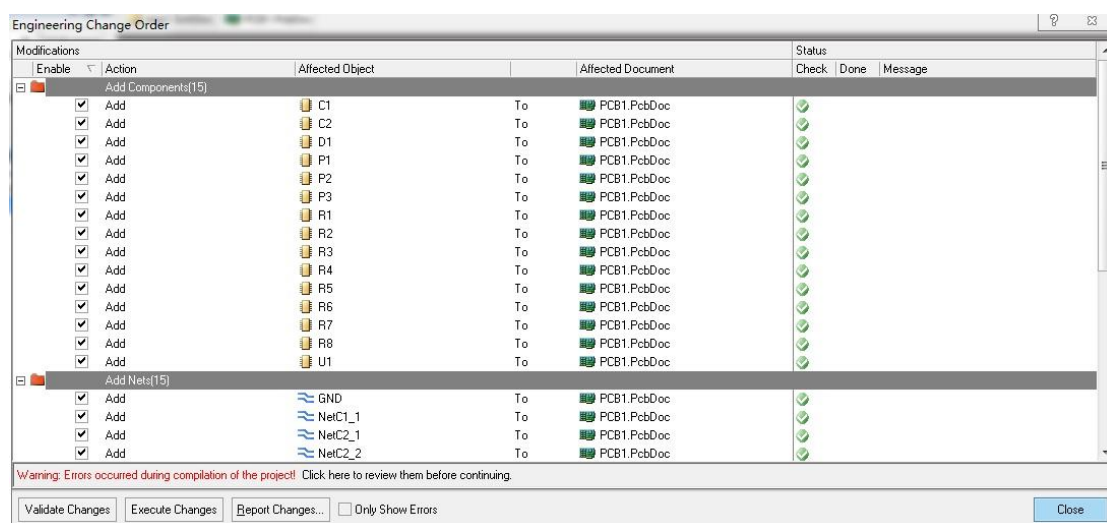 Engineering Change Order
Modifications Status
Enable Action Affected Object Affected Document Check Done Message
Add Components(15)
Add C1 To PCB1.PcbDoc
Add C2 To PCB1.PcbDoc
Add D1 To PCB1.PcbDoc
Add P1 To PCB1.PcbDoc
Add P2 To PCB1.PcbDoc
Add P3 To PCB1.PcbDoc
Add R1 To PCB1.PcbDoc
Add R2 To PCB1.PcbDoc
Add R3 To PCB1.PcbDoc
Add R4 To PCB1.PcbDoc
Add R5 To PCB1.PcbDoc
Add R6 To PCB1.PcbDoc
Add R7 To PCB1.PcbDoc
Add R8 To PCB1.PcbDoc
Add U1 To PCB1.PcbDoc
Add Nets(15)
Add GND To PCB1.PcbDoc
Add NetC1_1 To PCB1.PcbDoc
Add NetC2_1 To PCB1.PcbDoc
Add NetC2_2 To PCB1.PcbDoc
Warning: Errors occurred during compilation of the project! Click here to review them before continuing.
Validate Changes Execute Changes Report Changes... Only Show Errors Close